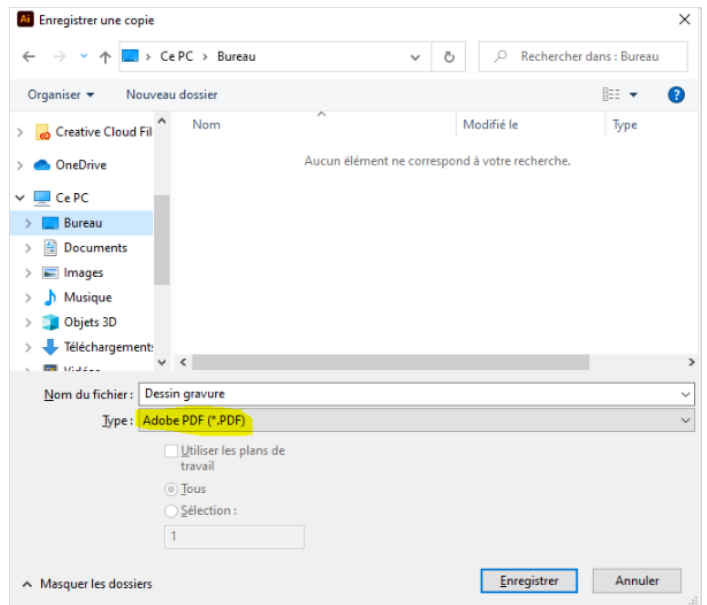 Ai Enregistrer une copie
Ce PC > Bureau
Rechercher dans : Bureau
Organiser
Nouveau dossier
Nom
Modifié le
Type
Creative Cloud Fil
Aucun élément ne correspond à votre recherche.
OneDrive
Ce PC
Bureau
Documents
Images
Musique
Objets 3D
Téléchargement
Nom du fichier : Dessin gravure
Type : Adobe PDF (*.PDF)
Utiliser les plans de
travail
Tous
Sélection :
1
Masquer les dossiers
Enregistrer
Annuler